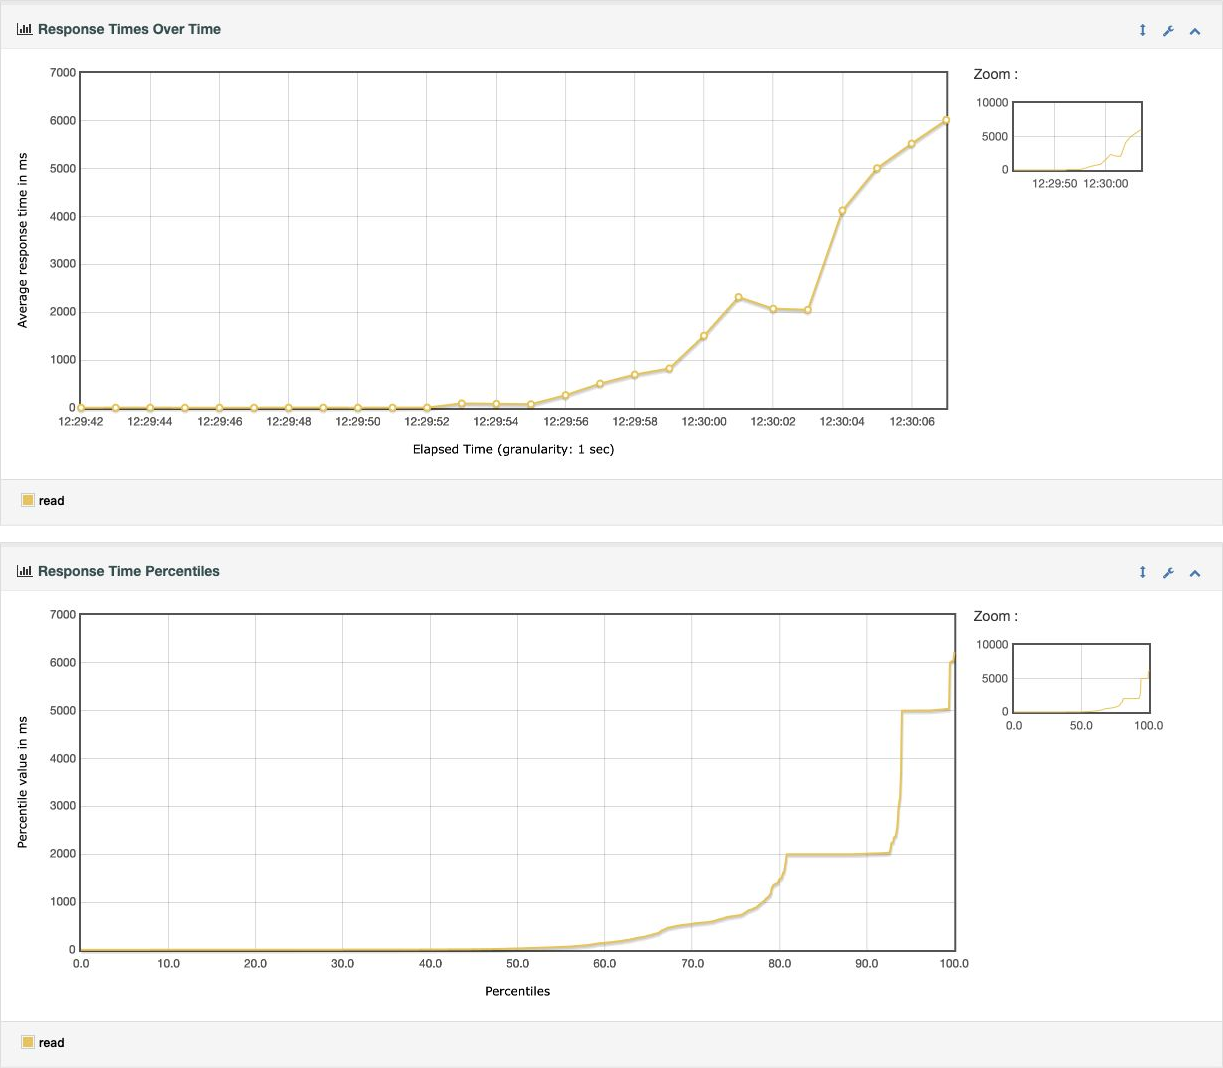 Response Times Over Time
7000
6000
5000
4000
3000
2000
1000
0
Average response time in ms
12:29:42 12:29:44 12:29:46 12:29:48 12:29:50 12:29:52 12:29:54 12:29:56 12:29:58 12:30:00 12:30:02 12:30:04 12:30:06
Elapsed Time (granularity: 1 sec)
Zoom :
10000
5000
0
12:29:50 12:30:00
read
Response Time Percentiles
7000
6000
5000
4000
3000
2000
1000
0
Percentile value in ms
0.0 10.0 20.0 30.0 40.0 50.0 60.0 70.0 80.0 90.0 100.0
Percentiles
Zoom :
10000
5000
0
0.0 50.0 100.0
read